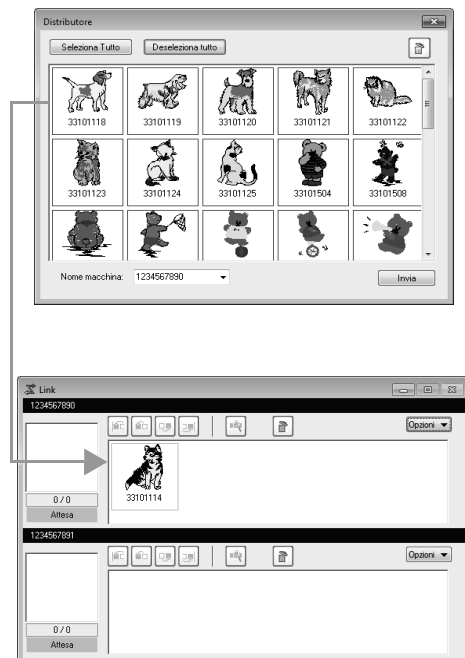 Distributore
Seleziona Tutto Deseleziona tutto
33101118 33101119 33101120 33101121 33101122
33101123 33101124 33101125 33101504 33101508
Nome macchina: 1234567890 Invia
Link
1234567890
Opzioni
33101114
0 / 0
Attesa
1234567891
Opzioni
0 / 0
Attesa